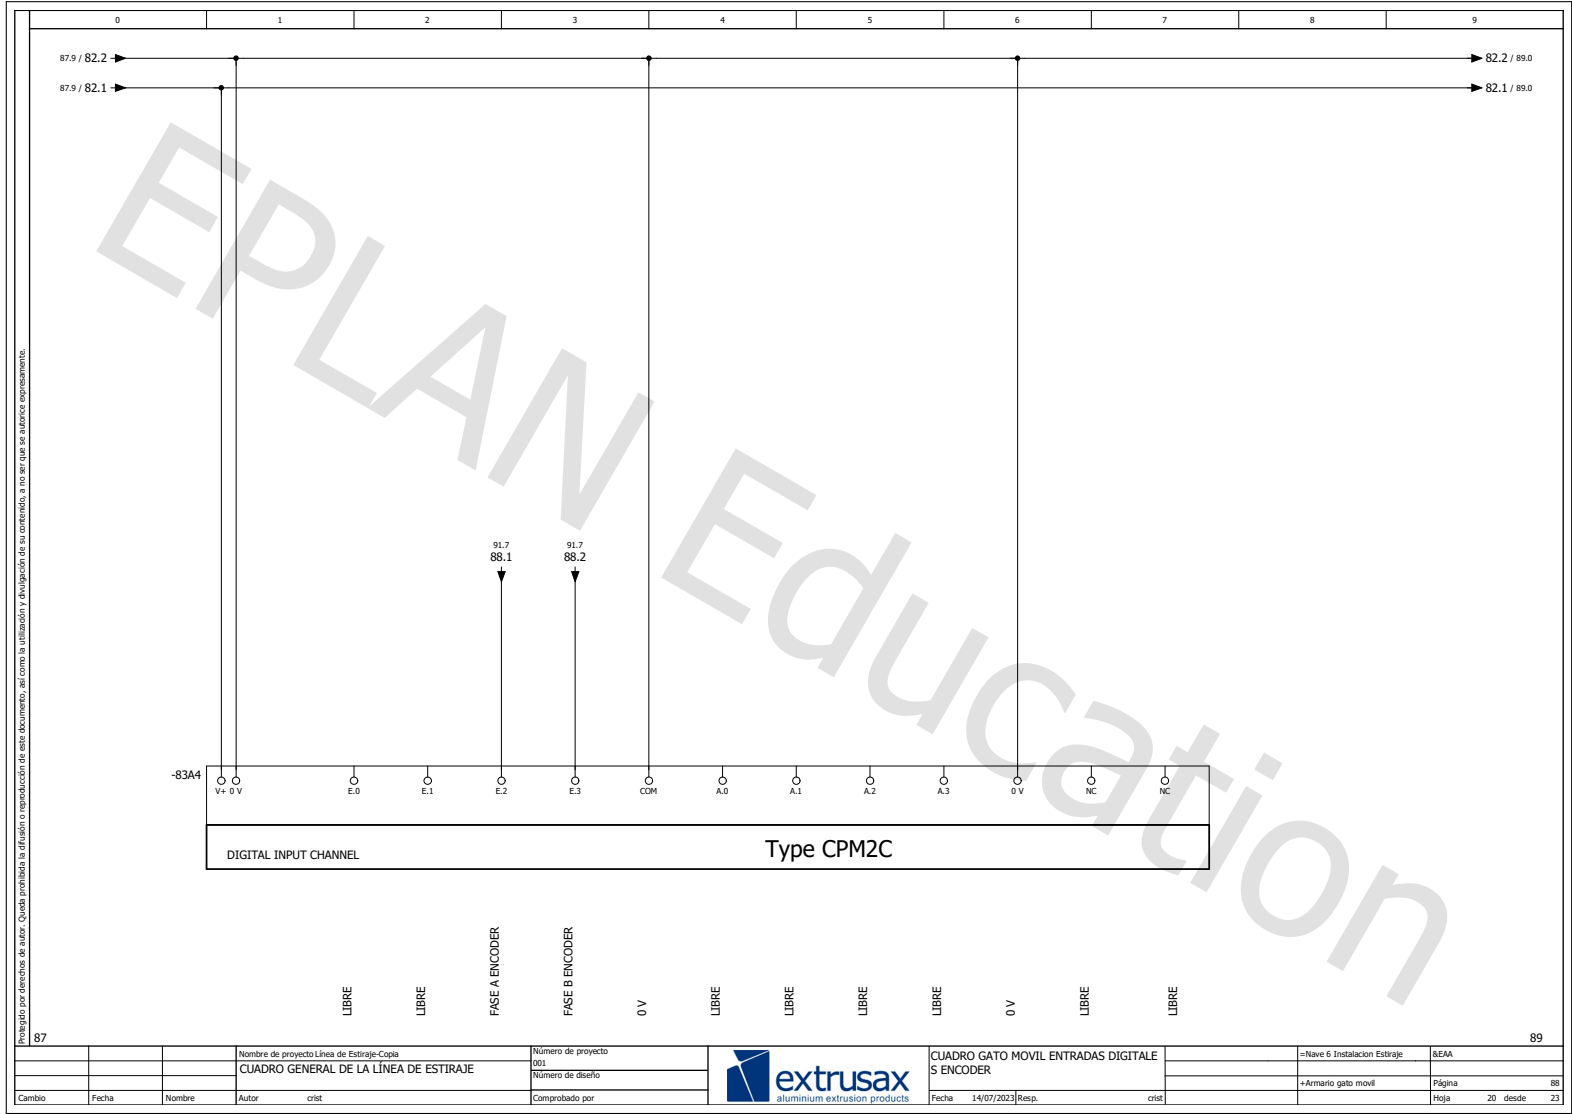 0 1 2 3 4 5 6 7 8 9
87.9 / 82.2
82.2 / 89.0
87.9 / 82.1
82.1 / 89.0
EPLAN Education
91.7
88.1
91.7
88.2
-83A4
V+ 0 V E.0 E.1 E.2 E.3 COM A.0 A.1 A.2 A.3 0 V NC NC
DIGITAL INPUT CHANNEL
Type CPM2C
LIBRE
LIBRE
FASE A ENCODER
FASE B ENCODER
0 V
LIBRE
LIBRE
LIBRE
LIBRE
0 V
LIBRE
LIBRE
Protegido por derechos de autor. Queda prohibida la difusión o reproducción de este documento, así como la utilización y divulgación de su contenido, a no ser que se autorice expresamente.
87
89
Cambio
Fecha
Nombre
Nombre de proyecto Línea de Estiraje-Copia
CUADRO GENERAL DE LA LÍNEA DE ESTIRAJE
Autor crist
Número de proyecto
001
Número de diseño
Comprobado por
extrusax
aluminium extrusion products
CUADRO GATO MOVIL ENTRADAS DIGITALE
S ENCODER
Fecha 14/07/2023 Resp. crist
=Nave 6 Instalacion Estiraje
+Armario gato movil
&EAA
Página 88
Hoja 20 desde 23